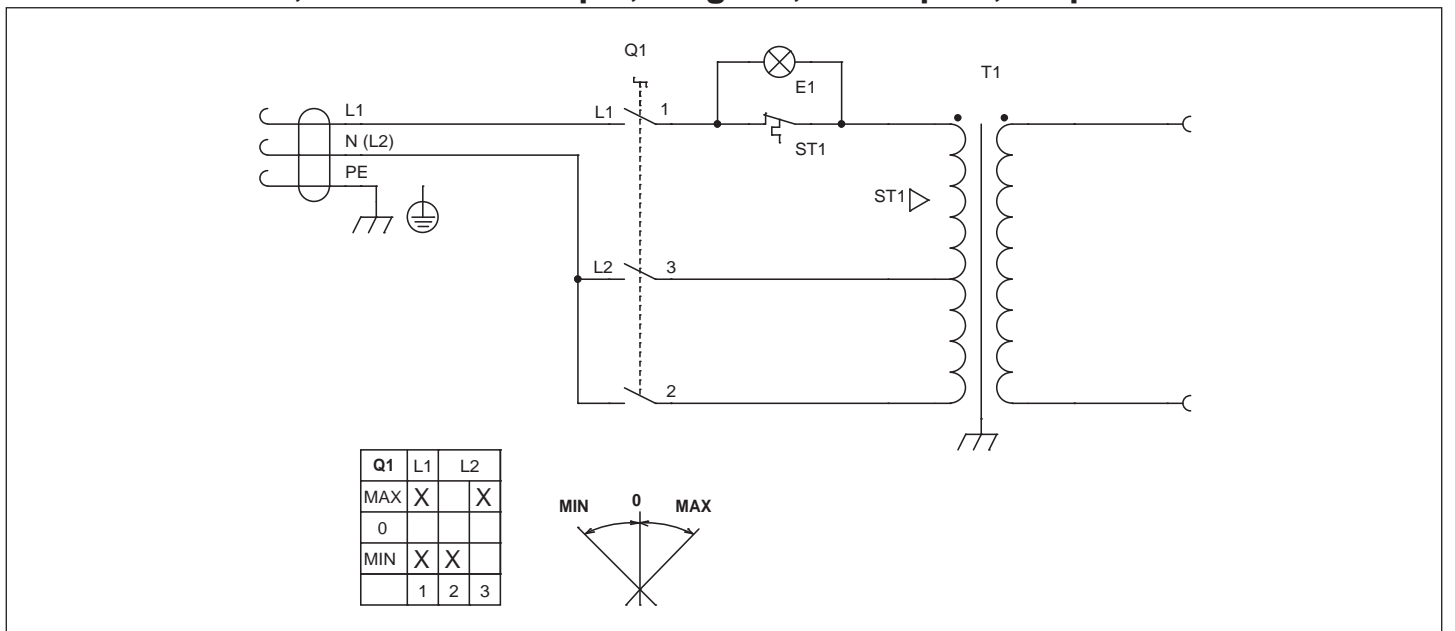 Q1
T1
E1
L1
L1
1
N (L2)
ST1
PE
ST1
L2
3
2
Q1 L1 L2
MAX X X
0
MIN X X
1 2 3
MIN 0 MAX